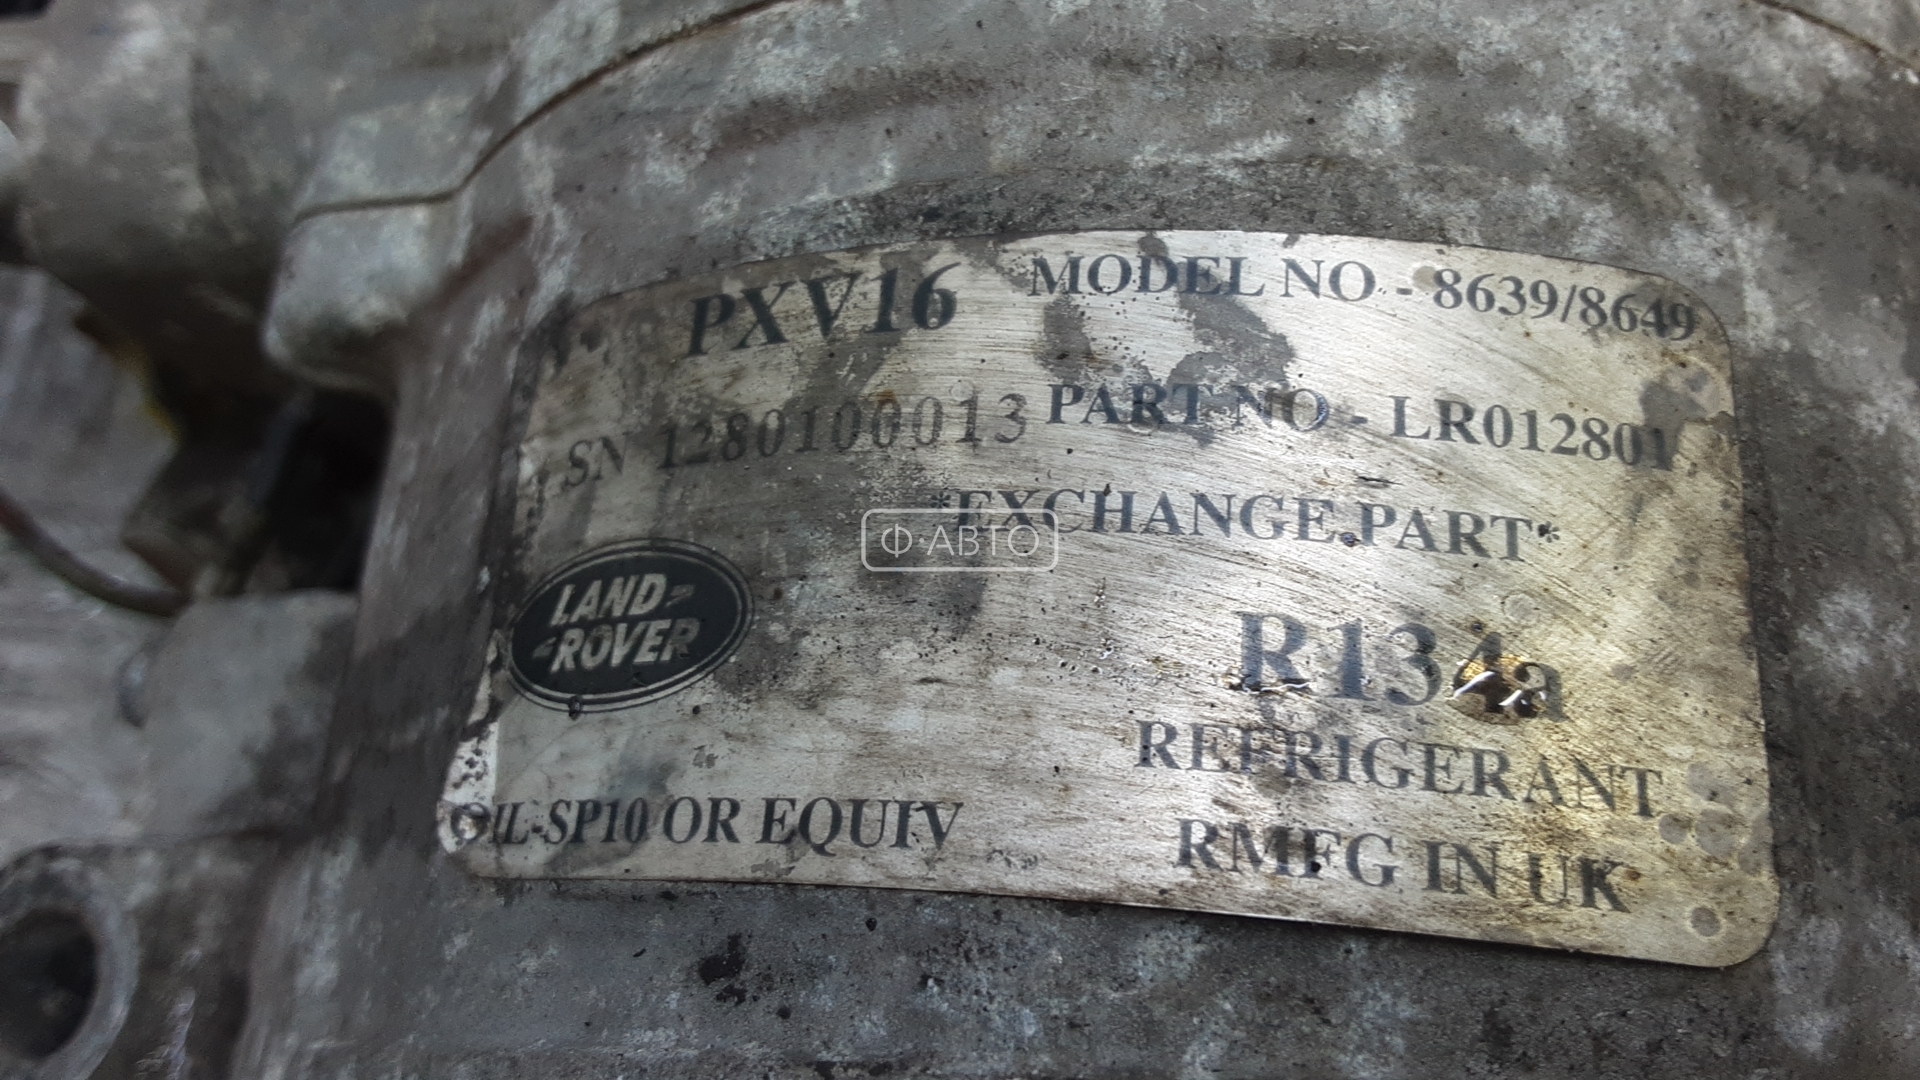 PXV16 MODEL NO - 8639/8649
SN 1280100013 PART NO - LR012801
*EXCHANGE PART*
Ф·АВТО
LAND-
-ROVER
R134a
REFRIGERANT
OIL-SP10 OR EQUIV
RMFG IN UK